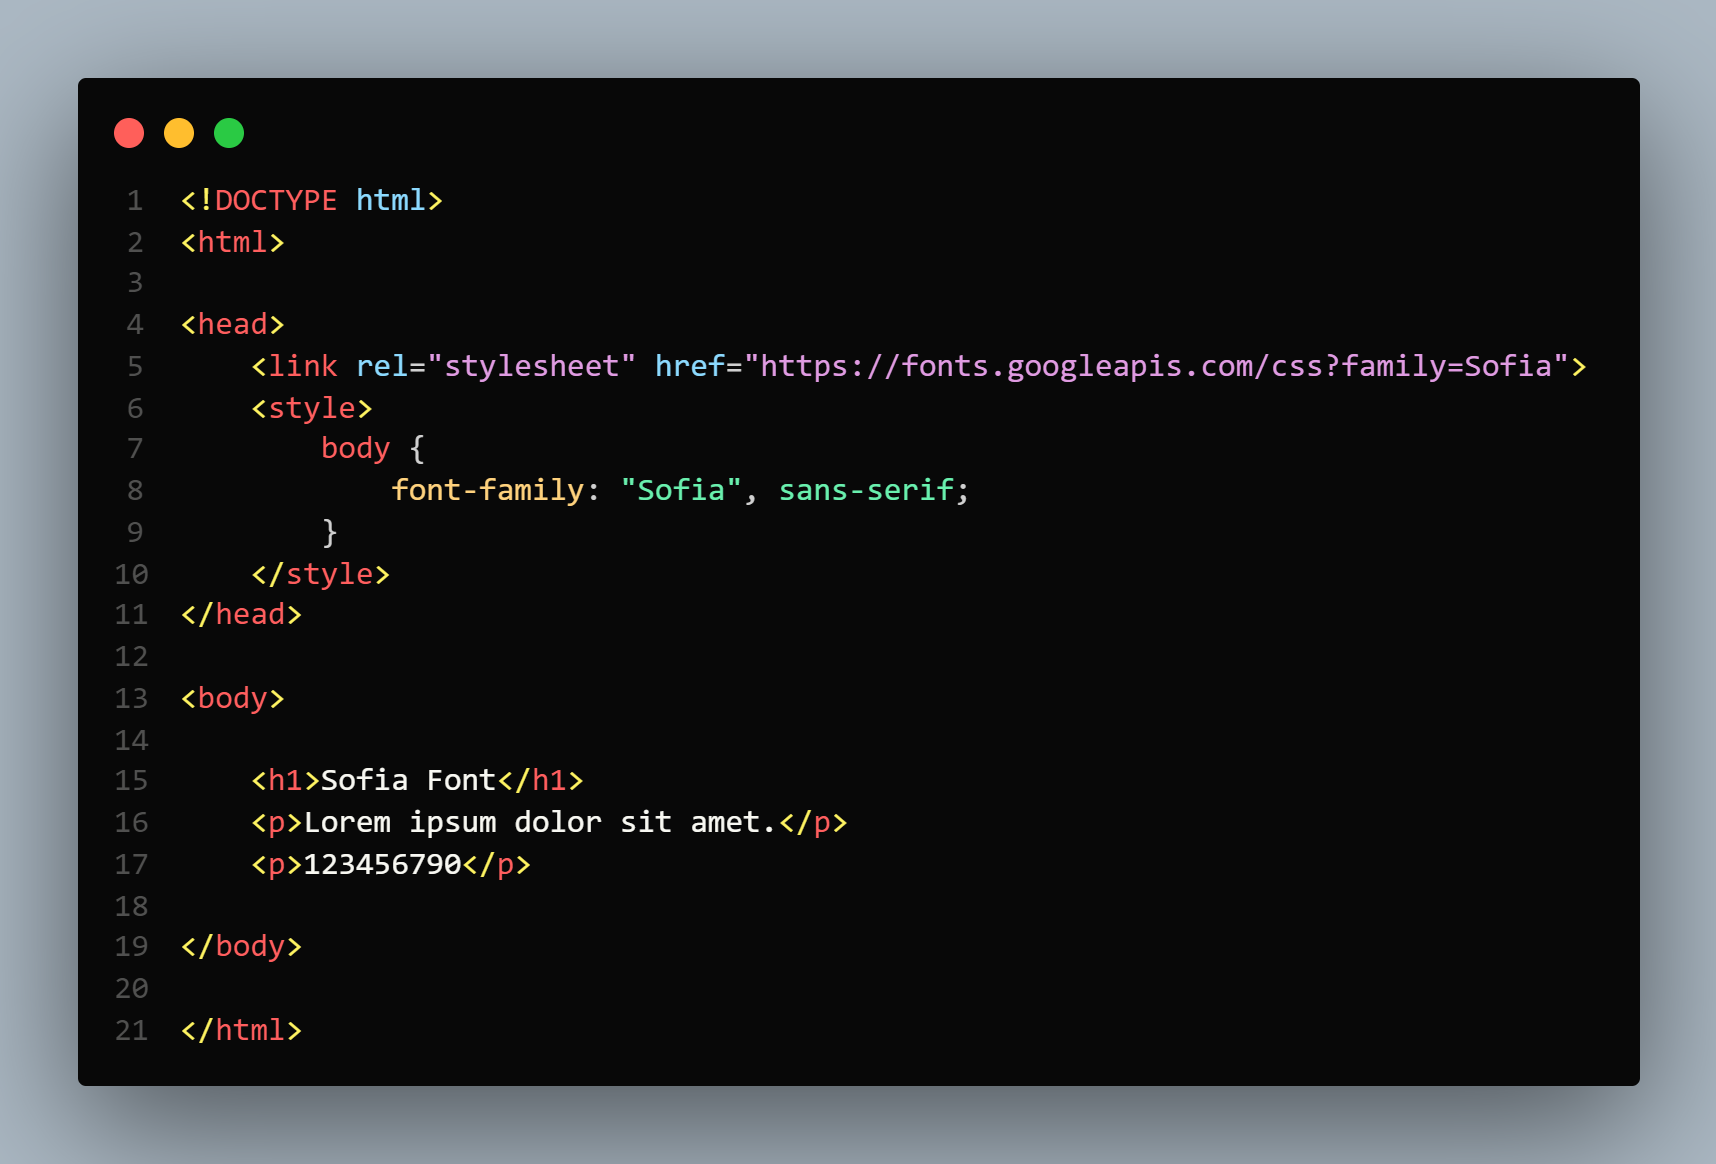 1 <!DOCTYPE html>
2 <html>
3
4 <head>
5     <link rel="stylesheet" href="https://fonts.googleapis.com/css?family=Sofia">
6     <style>
7         body {
8             font-family: "Sofia", sans-serif;
9         }
10     </style>
11 </head>
12
13 <body>
14
15     <h1>Sofia Font</h1>
16     <p>Lorem ipsum dolor sit amet.</p>
17     <p>123456790</p>
18
19 </body>
20
21 </html>